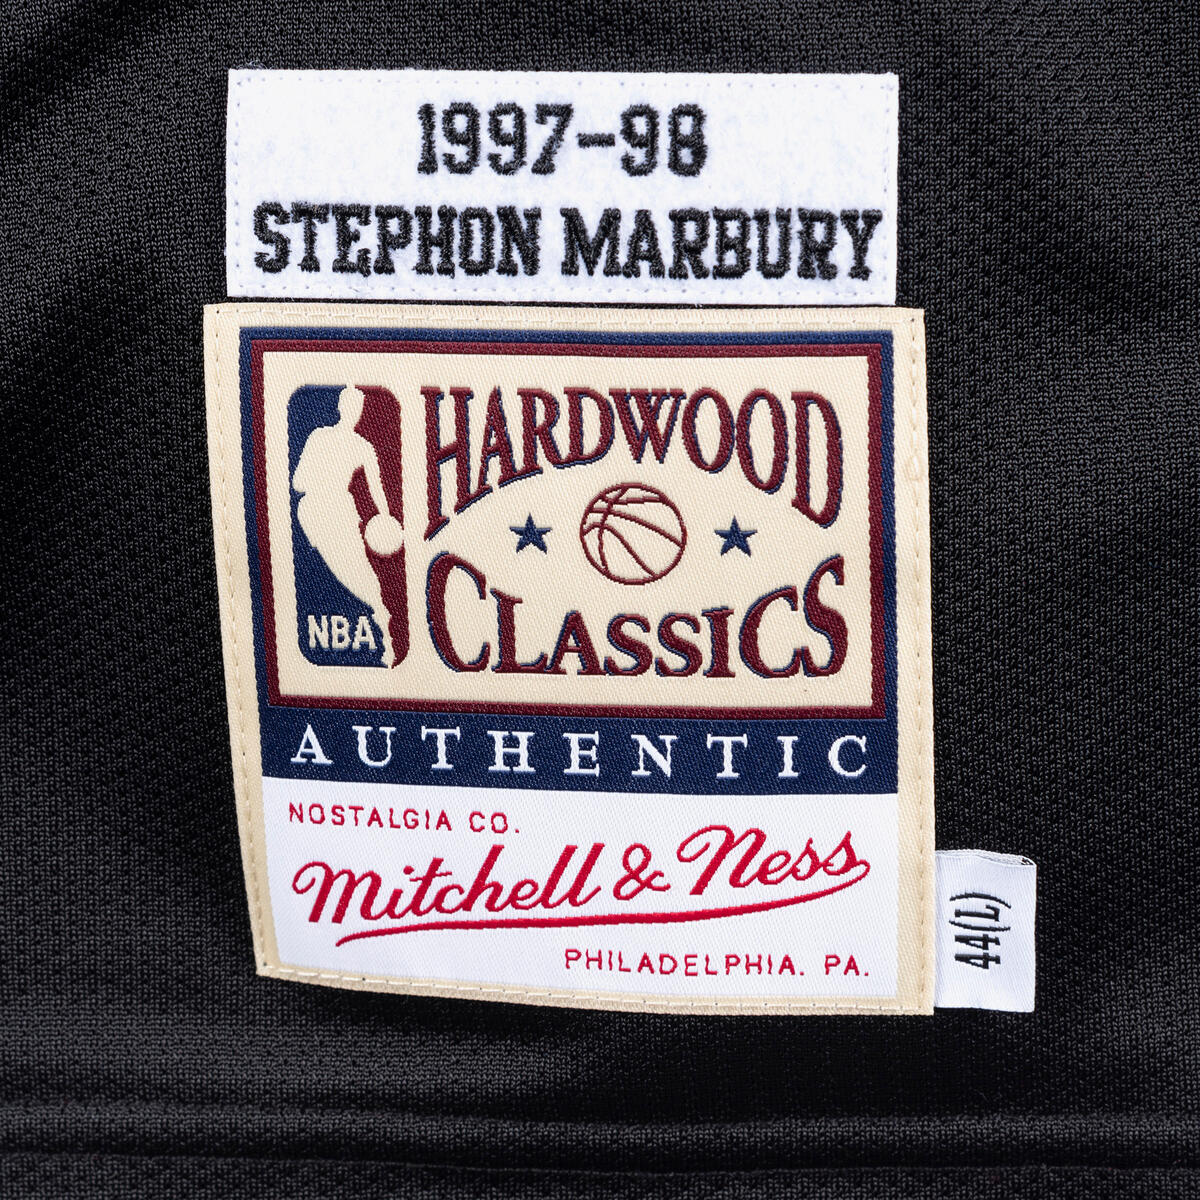 1997-98
STEPHON MARBURY
HARDWOOD
CLASSICS
NBA
AUTHENTIC
NOSTALGIA CO.
Mitchell & Ness
PHILADELPHIA. PA.
44(L)